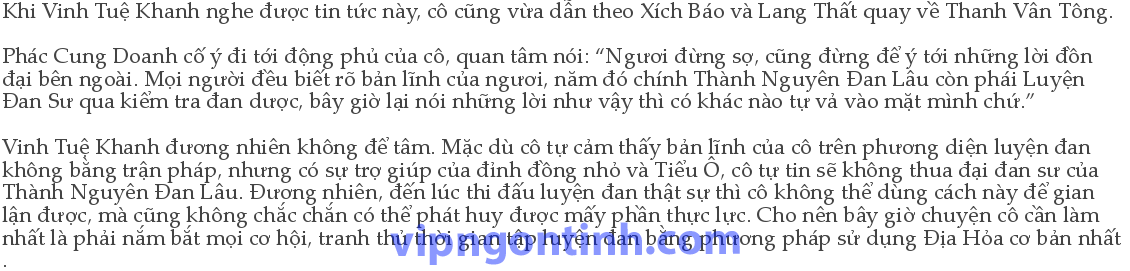 Khi Vinh Tuệ Khanh nghe được tin tức này, cô cũng vừa dẫn theo Xích Báo và Lang Thất quay về Thanh Vân Tông.
Phác Cung Doanh cố ý đi tới động phủ của cô, quan tâm nói: “Ngươi đừng sợ, cũng đừng để ý tới những lời đồn
đại bên ngoài. Mọi người đều biết rõ bản lĩnh của ngươi, năm đó chính Thành Nguyên Đan Lâu còn phái Luyện
Đan Sư qua kiểm tra đan dược, bây giờ lại nói những lời như vậy thì có khác nào tự vả vào mặt mình chứ.”
Vinh Tuệ Khanh đương nhiên không để tâm. Mặc dù cô tự cảm thấy bản lĩnh của cô trên phương diện luyện đan
không bằng trận pháp, nhưng có sự trợ giúp của đỉnh đồng nhỏ và Tiểu Ô, cô tự tin sẽ không thua đại đan sư của
Thành Nguyên Đan Lâu. Đương nhiên, đến lúc thi đấu luyện đan thật sự thì cô không thể dùng cách này để gian
lận được, mà cũng không chắc chắn có thể phát huy được mấy phần thực lực. Cho nên bây giờ chuyện cô cần làm
nhất là phải nắm bắt mọi cơ hội, tranh thủ thời gian tập luyện đan bằng phương pháp sử dụng Địa Hỏa cơ bản nhất
vipngontinh.com
.